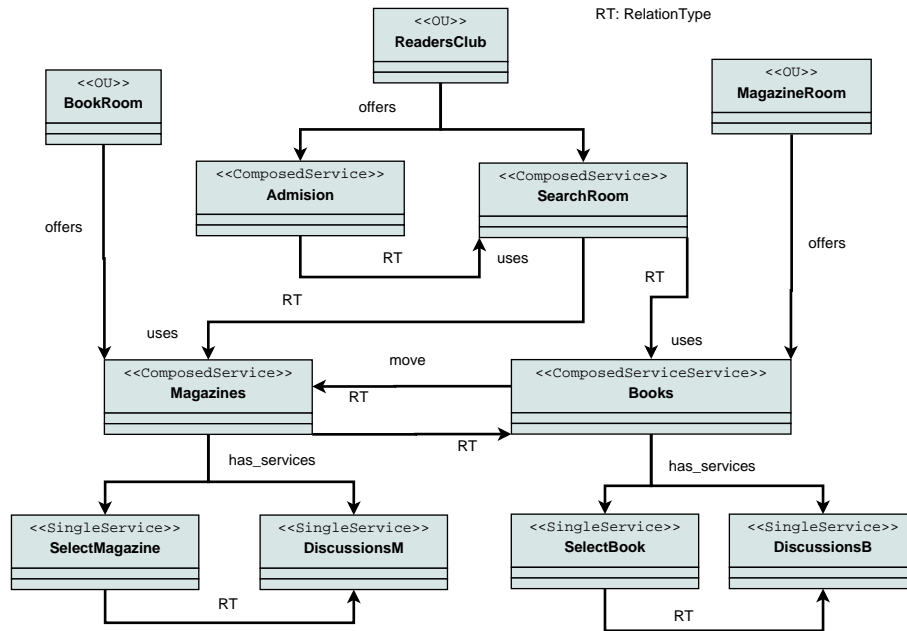 RT: RelationType
<<OU>>
ReadersClub
<<OU>>
BookRoom
<<OU>>
MagazineRoom
offers
<<ComposedService>>
Admision
<<ComposedService>>
SearchRoom
offers
offers
RT
uses
RT
RT
uses
uses
<<ComposedService>>
Magazines
move
RT
<<ComposedServiceService>>
Books
RT
has_services
has_services
<<SingleService>>
SelectMagazine
<<SingleService>>
DiscussionsM
<<SingleService>>
SelectBook
<<SingleService>>
DiscussionsB
RT
RT